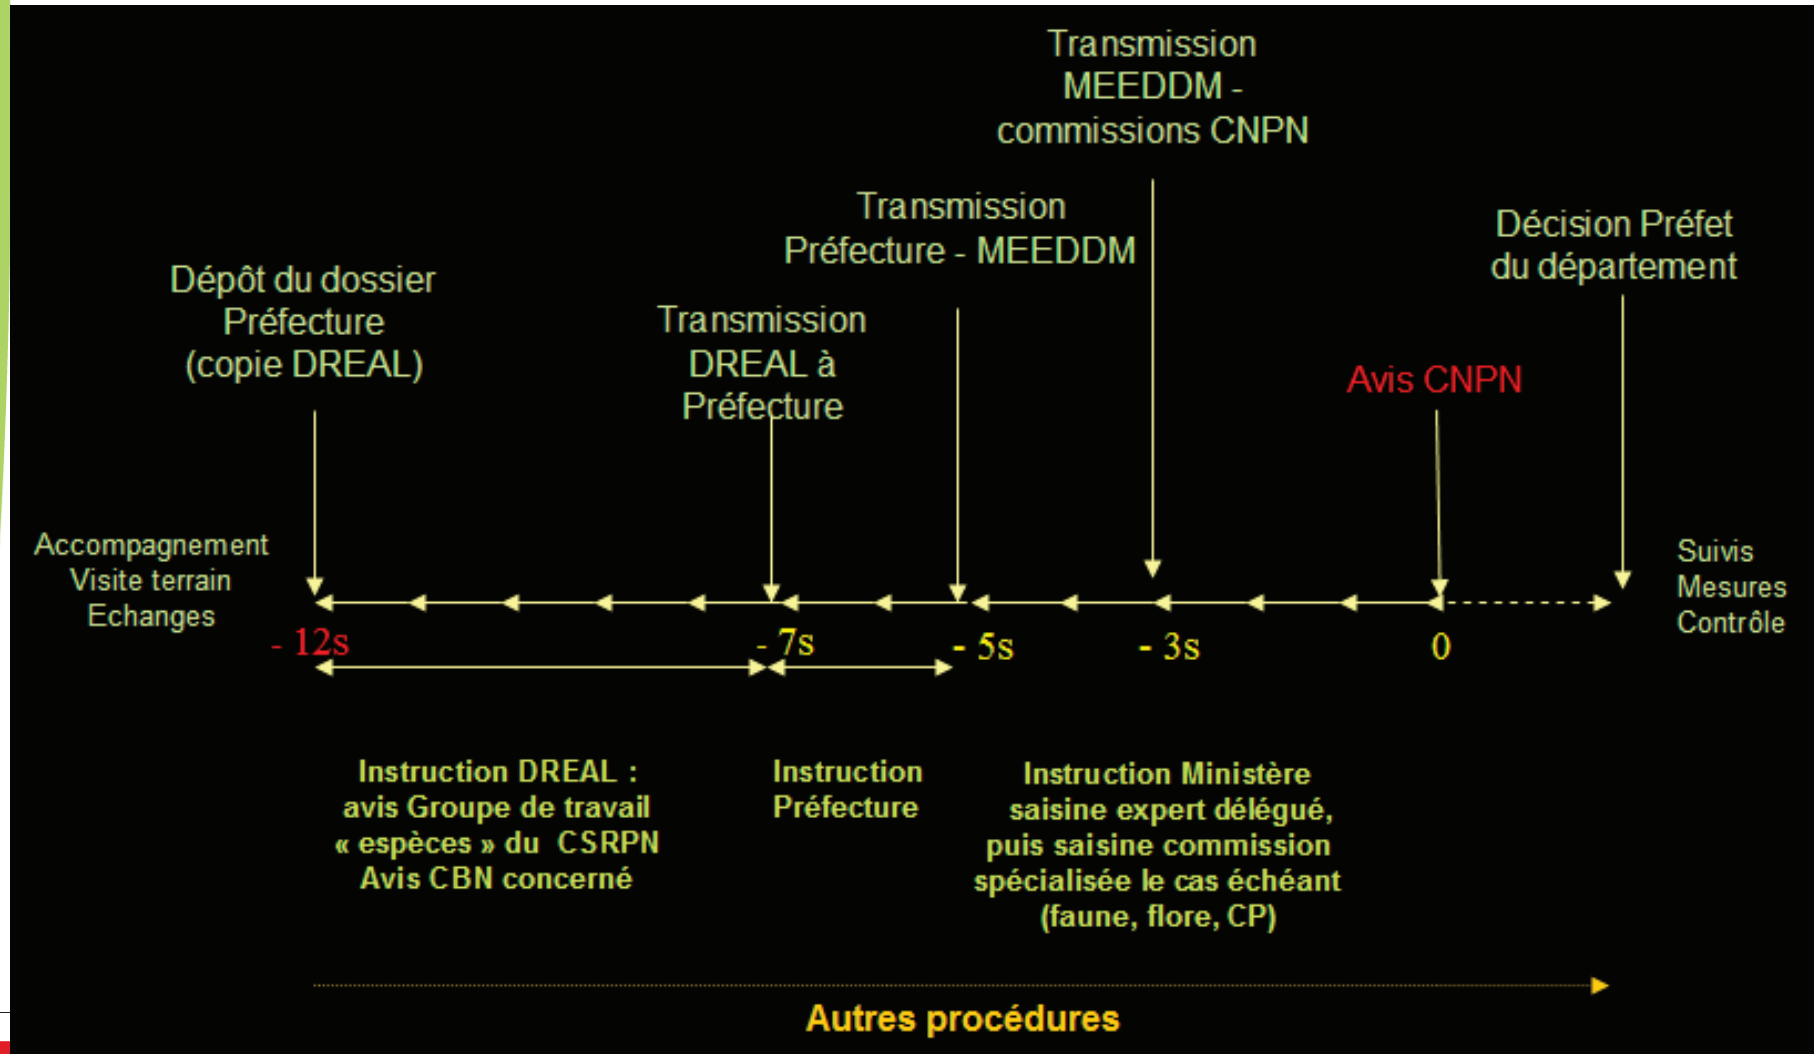 Transmission
MEEDDM -
commissions CNPN
Transmission
Préfecture - MEEDDM
Décision Préfet
du département
Dépôt du dossier
Préfecture
(copie DREAL)
Transmission
DREAL à
Préfecture
Avis CNPN
Accompagnement
Visite terrain
Echanges
Suivis
Mesures
Contrôle
- 12s
- 7s
- 5s
- 3s
0
Instruction DREAL :
avis Groupe de travail
« espèces » du CSRPN
Avis CBN concerné
Instruction
Préfecture
Instruction Ministère
saisine expert délégué,
puis saisine commission
spécialisée le cas échéant
(faune, flore, CP)
Autres procédures